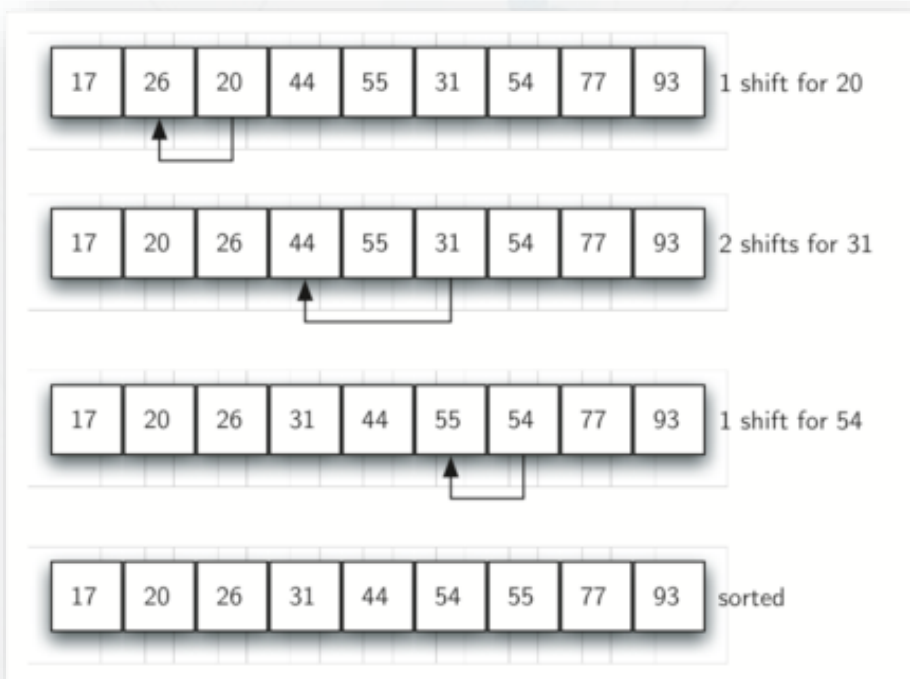 17 26 20 44 55 31 54 77 93 1 shift for 20
17 20 26 44 55 31 54 77 93 2 shifts for 31
17 20 26 31 44 55 54 77 93 1 shift for 54
17 20 26 31 44 54 55 77 93 sorted